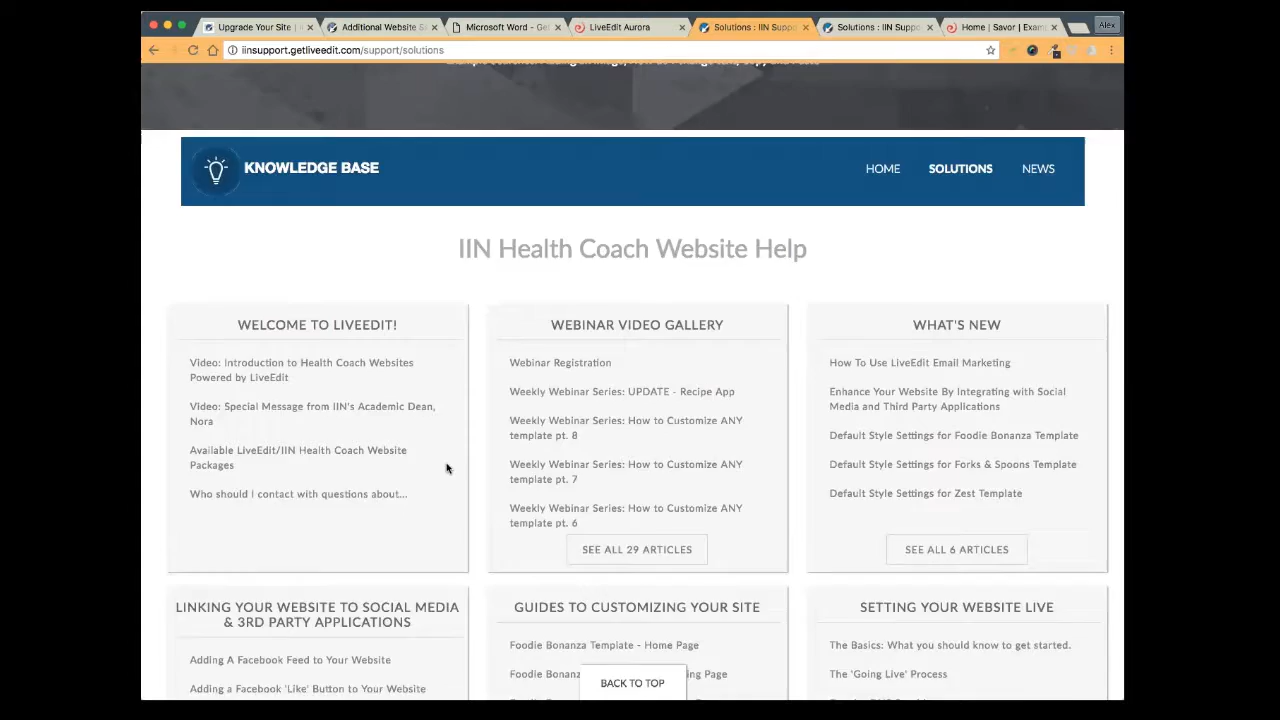 Upgrade Your Site | I
Additional Website S
Microsoft Word - Get
LiveEdit Aurora
Solutions : IIN Suppo
Solutions : IIN Suppo
Home | Savor | Exam
Alex
iinsupport.getliveedit.com/support/solutions
KNOWLEDGE BASE
HOME
SOLUTIONS
NEWS
IIN Health Coach Website Help
WELCOME TO LIVEEDIT!
Video: Introduction to Health Coach Websites
Powered by LiveEdit
Video: Special Message from IIN's Academic Dean,
Nora
Available LiveEdit/IIN Health Coach Website
Packages
Who should I contact with questions about...
WEBINAR VIDEO GALLERY
Webinar Registration
Weekly Webinar Series: UPDATE - Recipe App
Weekly Webinar Series: How to Customize ANY
template pt. 8
Weekly Webinar Series: How to Customize ANY
template pt. 7
Weekly Webinar Series: How to Customize ANY
template pt. 6
SEE ALL 29 ARTICLES
WHAT'S NEW
How To Use LiveEdit Email Marketing
Enhance Your Website By Integrating with Social
Media and Third Party Applications
Default Style Settings for Foodie Bonanza Template
Default Style Settings for Forks & Spoons Template
Default Style Settings for Zest Template
SEE ALL 6 ARTICLES
LINKING YOUR WEBSITE TO SOCIAL MEDIA
& 3RD PARTY APPLICATIONS
Adding A Facebook Feed to Your Website
Adding a Facebook 'Like' Button to Your Website
GUIDES TO CUSTOMIZING YOUR SITE
Foodie Bonanza Template - Home Page
Foodie Bonanz
ing Page
BACK TO TOP
SETTING YOUR WEBSITE LIVE
The Basics: What you should know to get started.
The 'Going Live' Process